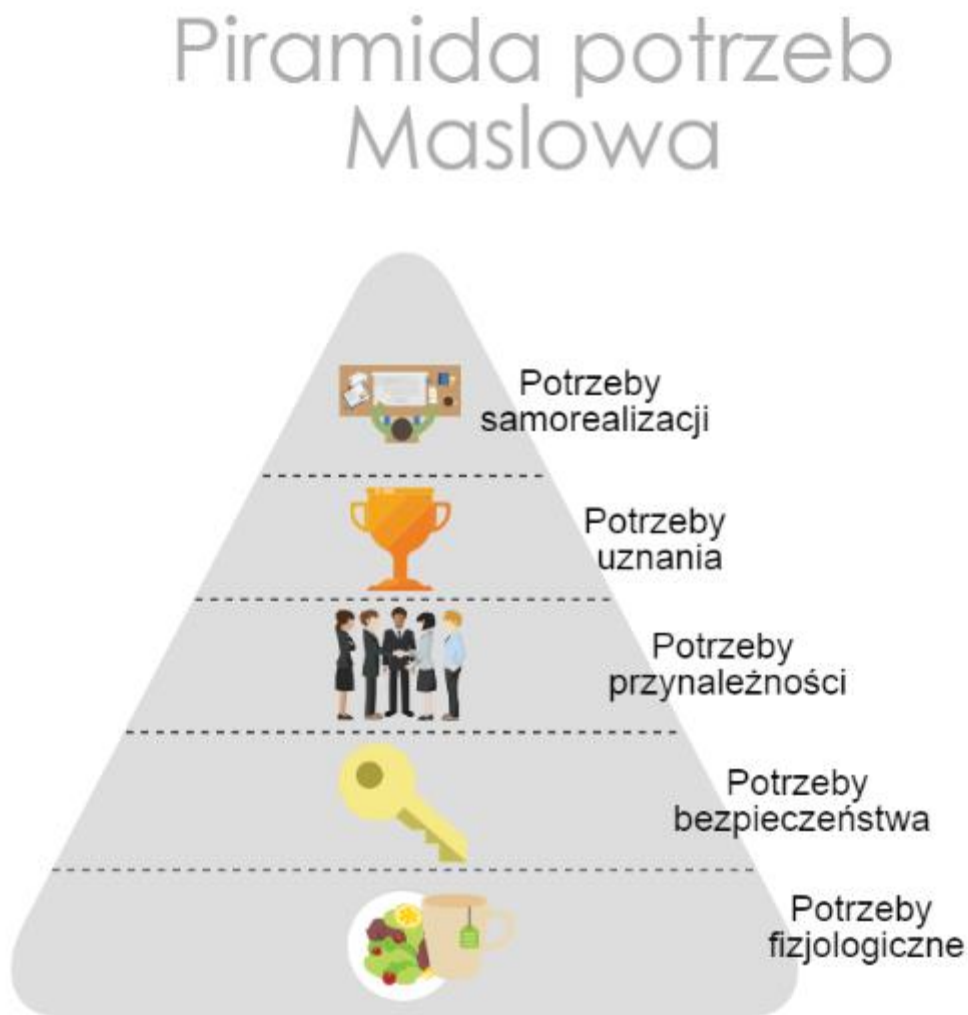 Piramida potrzeb
Maslowa
Potrzeby
samorealizacji
Potrzeby
uznania
Potrzeby
przynależności
Potrzeby
bezpieczeństwa
Potrzeby
fizjologiczne